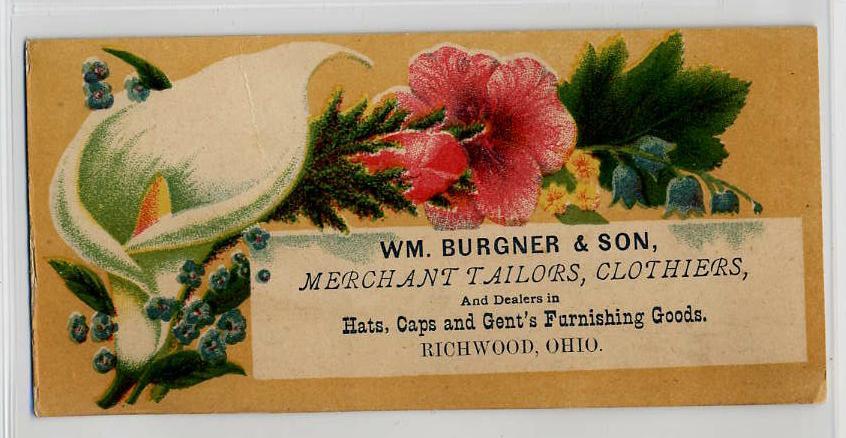 WM. BURGNER & SON,
MERCHANT TAILORS, CLOTHIERS,
And Dealers in
Hats, Caps and Gent's Furnishing Goods.
RICHWOOD, OHIO.